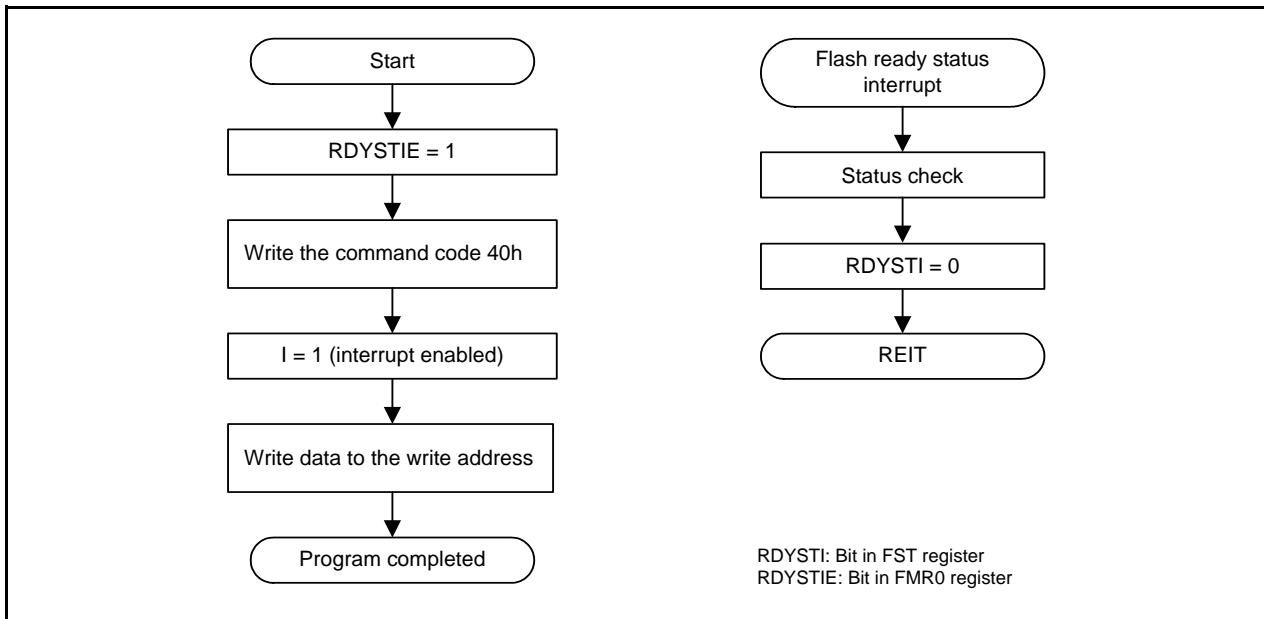 Start
RDYSTIE = 1
Write the command code 40h
I = 1 (interrupt enabled)
Write data to the write address
Program completed
Flash ready status
interrupt
Status check
RDYSTI = 0
REIT
RDYSTI: Bit in FST register
RDYSTIE: Bit in FMR0 register